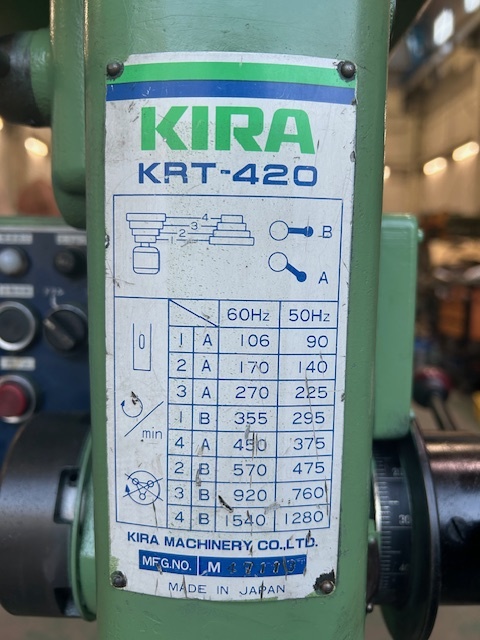 KIRA
KRT-420
4
3
2
1
B
A
60Hz 50Hz
1 A 106 90
2 A 170 140
3 A 270 225
1 B 355 295
4 A 450 375
2 B 570 475
3 B 920 760
4 B 1540 1280
0
min
KIRA MACHINERY CO.,LTD.
MFG.NO. M
MADE IN JAPAN
30